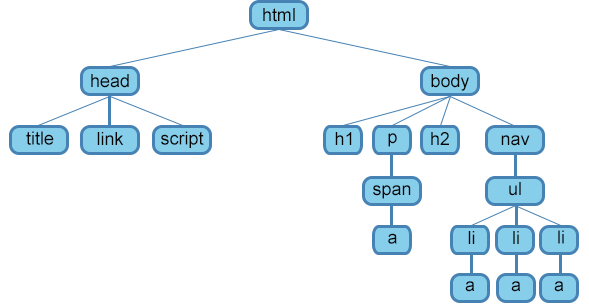 html
head body
title link script h1 p h2 nav
span ul
a li li li
a a a